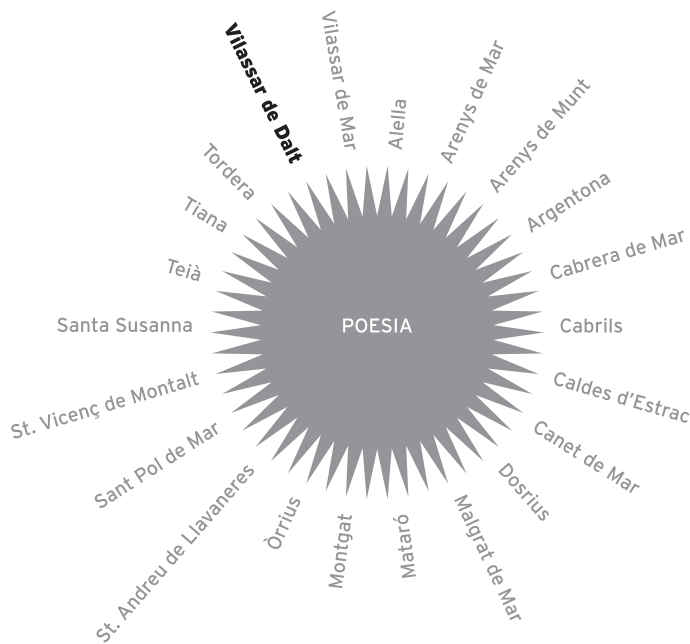 Vilassar de Dalt
Vilassar de Mar
Alella
Arenys de Mar
Arenys de Munt
Argentona
Cabrera de Mar
Cabrils
Caldes d'Estrac
Canet de Mar
Dosrius
Malgrat de Mar
Mataró
Montgat
Òrrius
St. Andreu de Llavaneres
Sant Pol de Mar
St. Vicenç de Montalt
Santa Susanna
Teià
Tiana
Tordera
POESIA